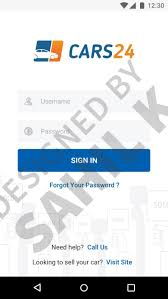 12:30
CARS24
Username
Password
SIGN IN
Forgot Your Password ?
DESIGNED BY
SAHIL K
Need help? Call Us
Looking to sell your car? Visit Site